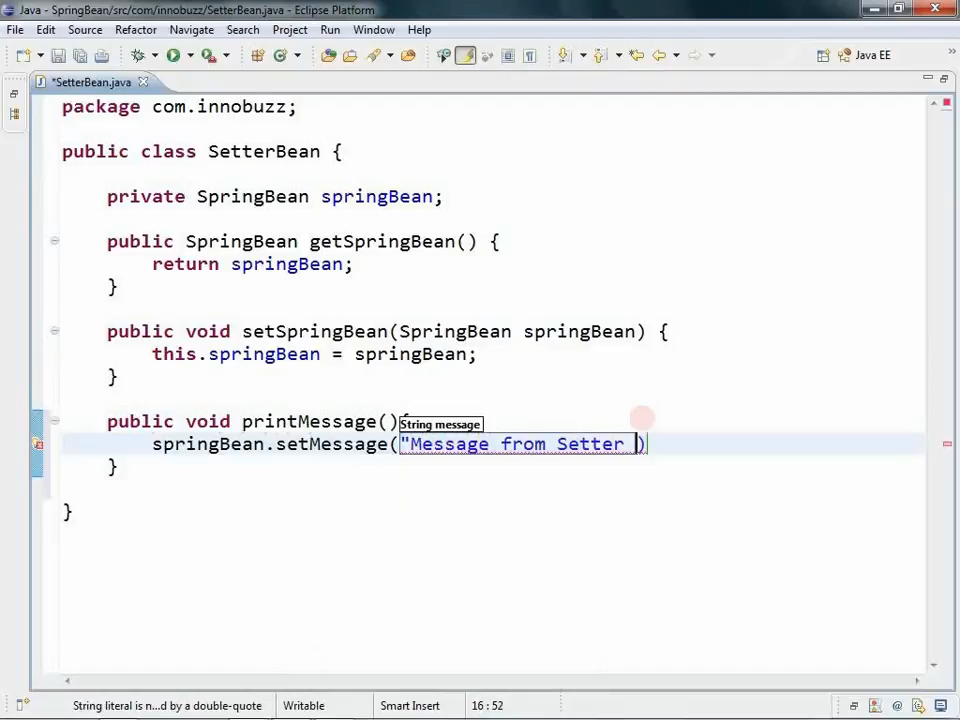 Java - SpringBean/src/com/innobuzz/SetterBean.java - Eclipse Platform
File Edit Source Refactor Navigate Search Project Run Window Help
Java EE
*SetterBean.java
package com.innobuzz;
public class SetterBean {
private SpringBean springBean;
public SpringBean getSpringBean() {
return springBean;
}
public void setSpringBean(SpringBean springBean) {
this.springBean = springBean;
}
public void printMessage(){
String message
springBean.setMessage("Message from Setter )
}
}
String literal is n...d by a double-quote Writable Smart Insert 16 : 52